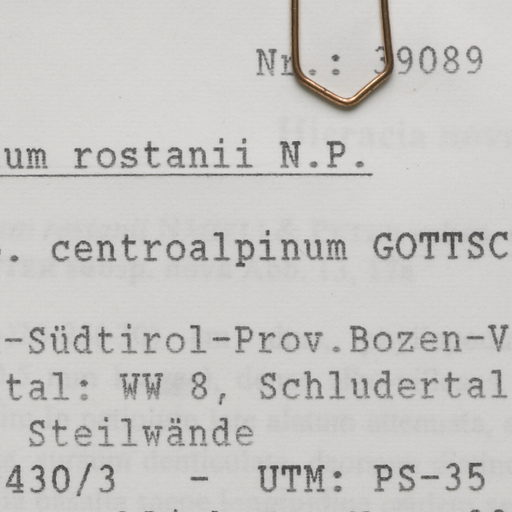 Nr.: 39089
um rostanii N.P.
. centroalpinum GOTTSC
-Südtirol-Prov.Bozen-V
tal: WW 8, Schludertal
Steilwände
430/3 - UTM: PS-35